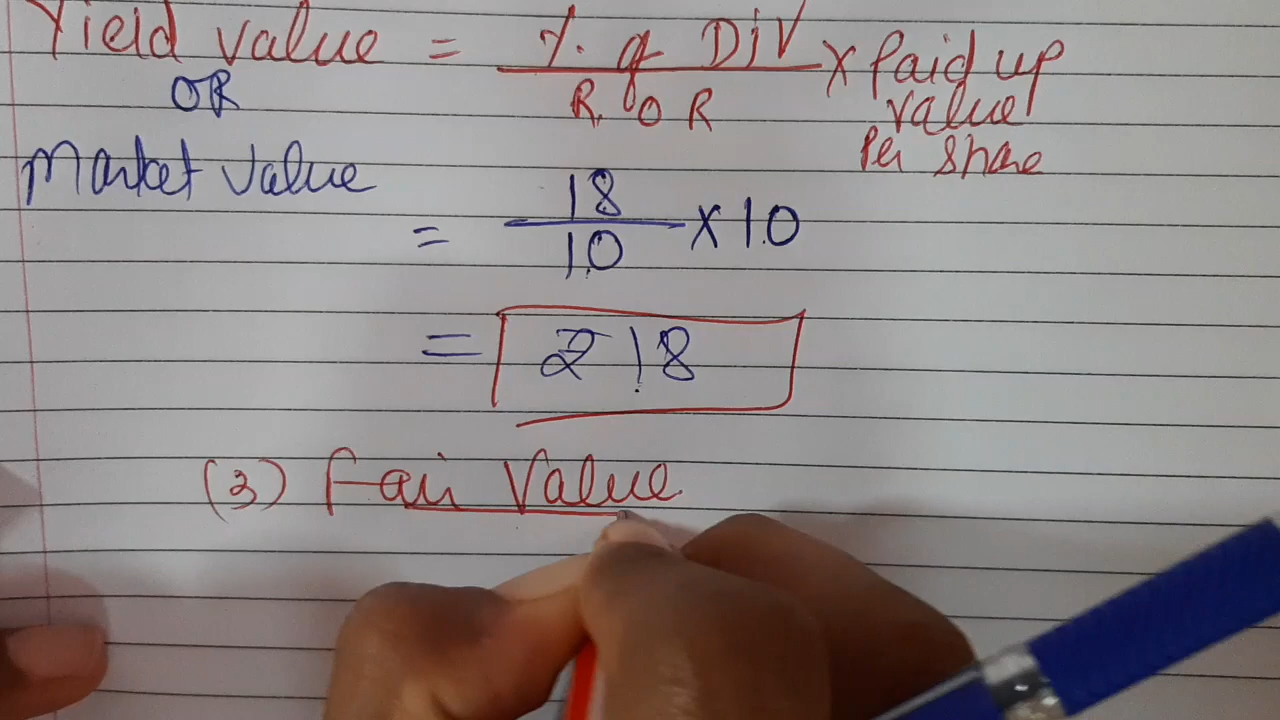 Yield value = % of Div × Paid up value Per share
R. O R
OR
Market value
= 18 / 10 × 10
= ₹ 18
(3) Fair Value